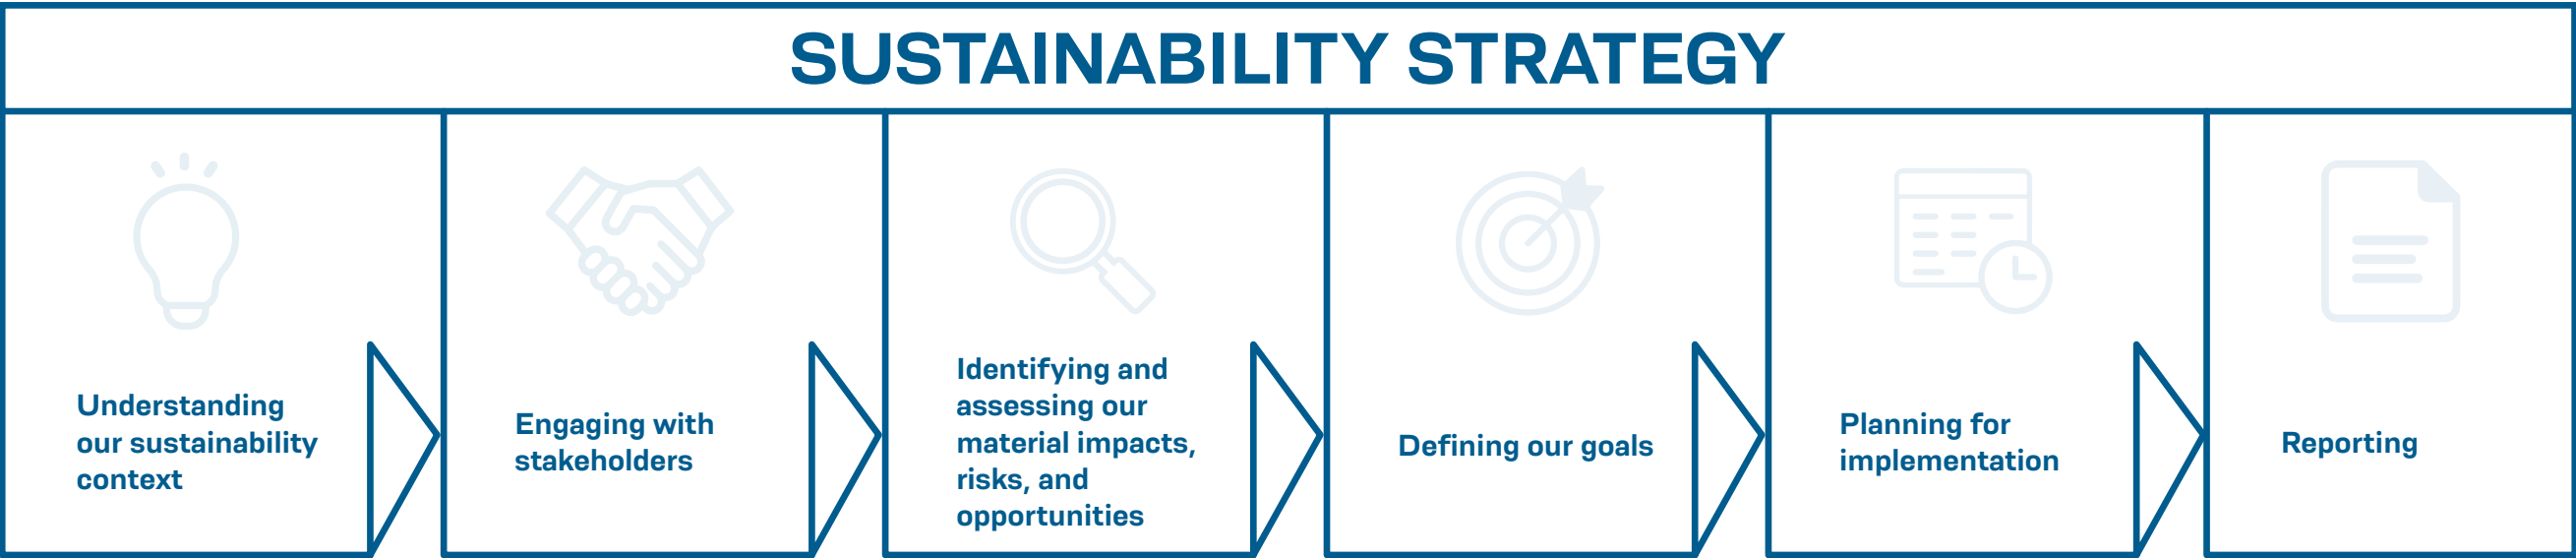 SUSTAINABILITY STRATEGY
Understanding
our sustainability
context
Engaging with
stakeholders
Identifying and
assessing our
material impacts,
risks, and
opportunities
Defining our goals
Planning for
implementation
Reporting